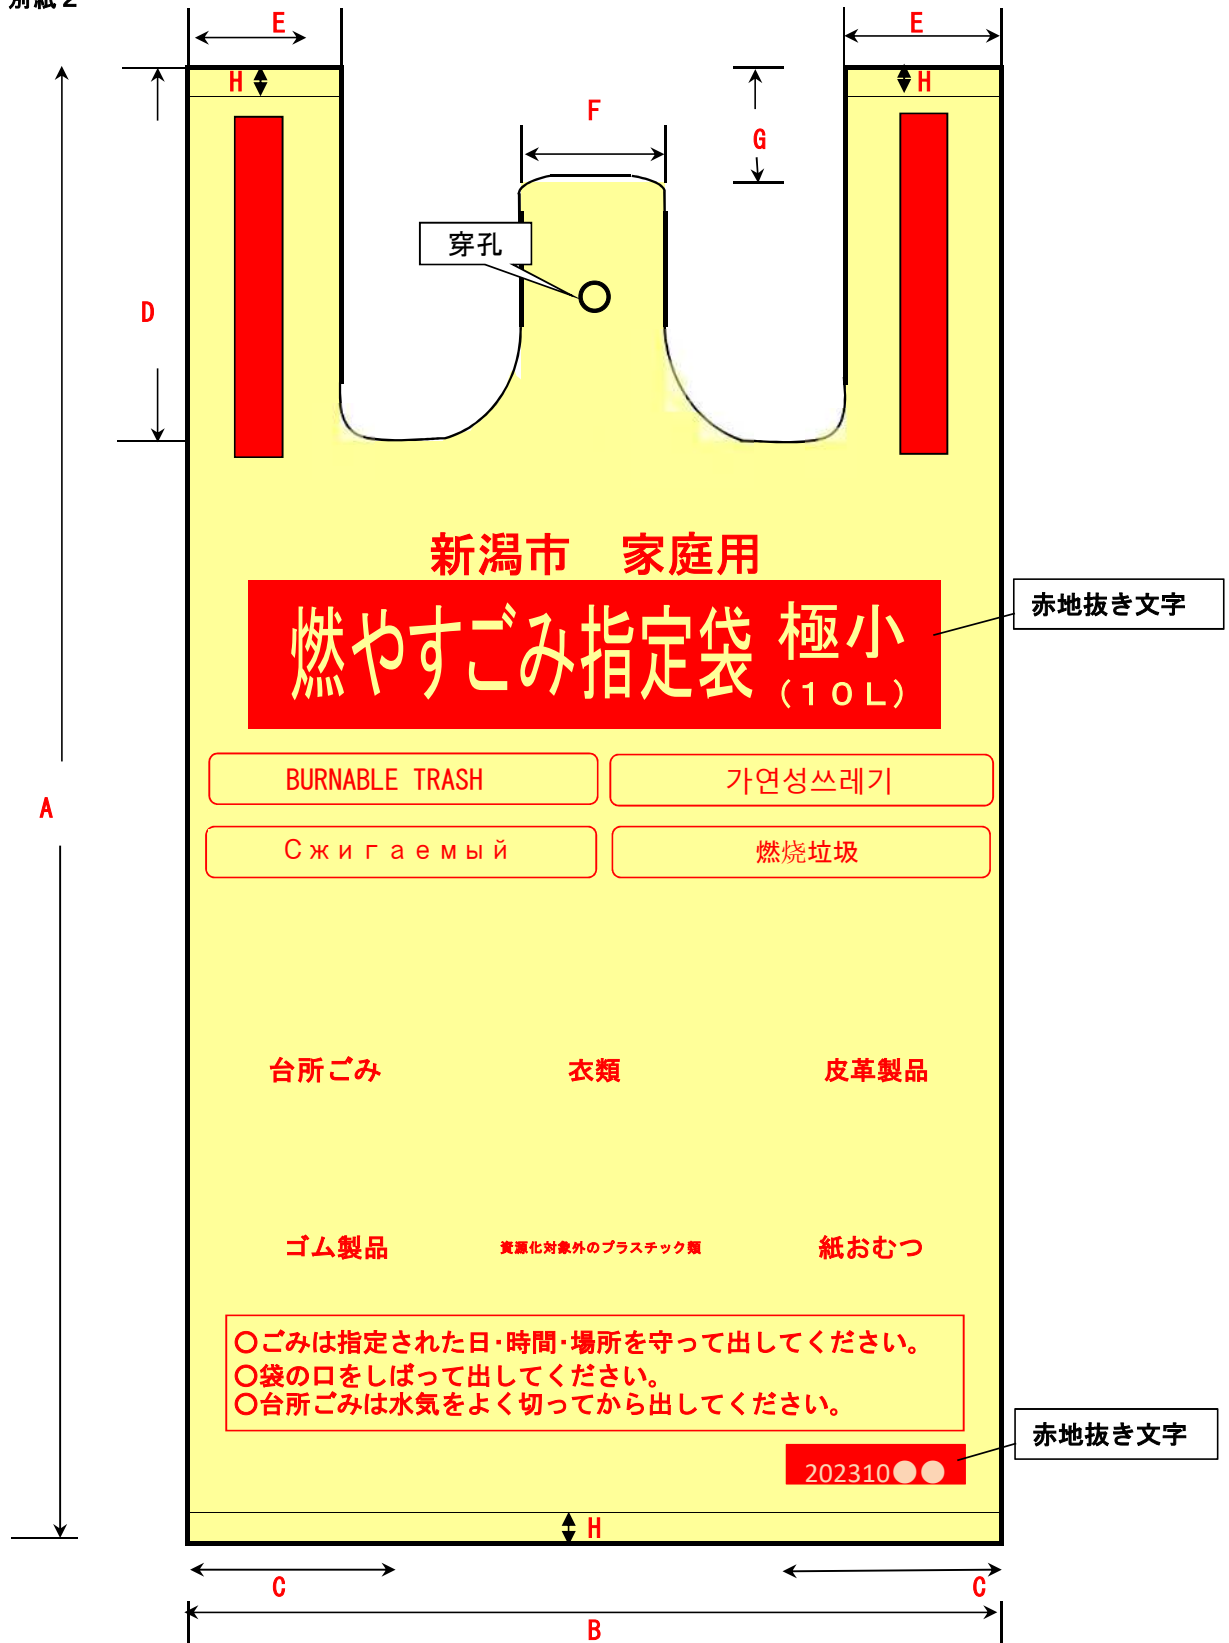 別紙2
E
E
H
H
F
G
穿孔
D
新潟市　家庭用
燃やすごみ指定袋 極小
(10L)
赤地抜き文字
BURNABLE TRASH
가연성쓰레기
A
Сжигаемый
燃烧垃圾
台所ごみ
衣類
皮革製品
ゴム製品
資源化対象外のプラスチック類
紙おむつ
○ごみは指定された日・時間・場所を守って出してください。
○袋の口をしばって出してください。
○台所ごみは水気をよく切ってから出してください。
赤地抜き文字
202310●●
H
C
C
B